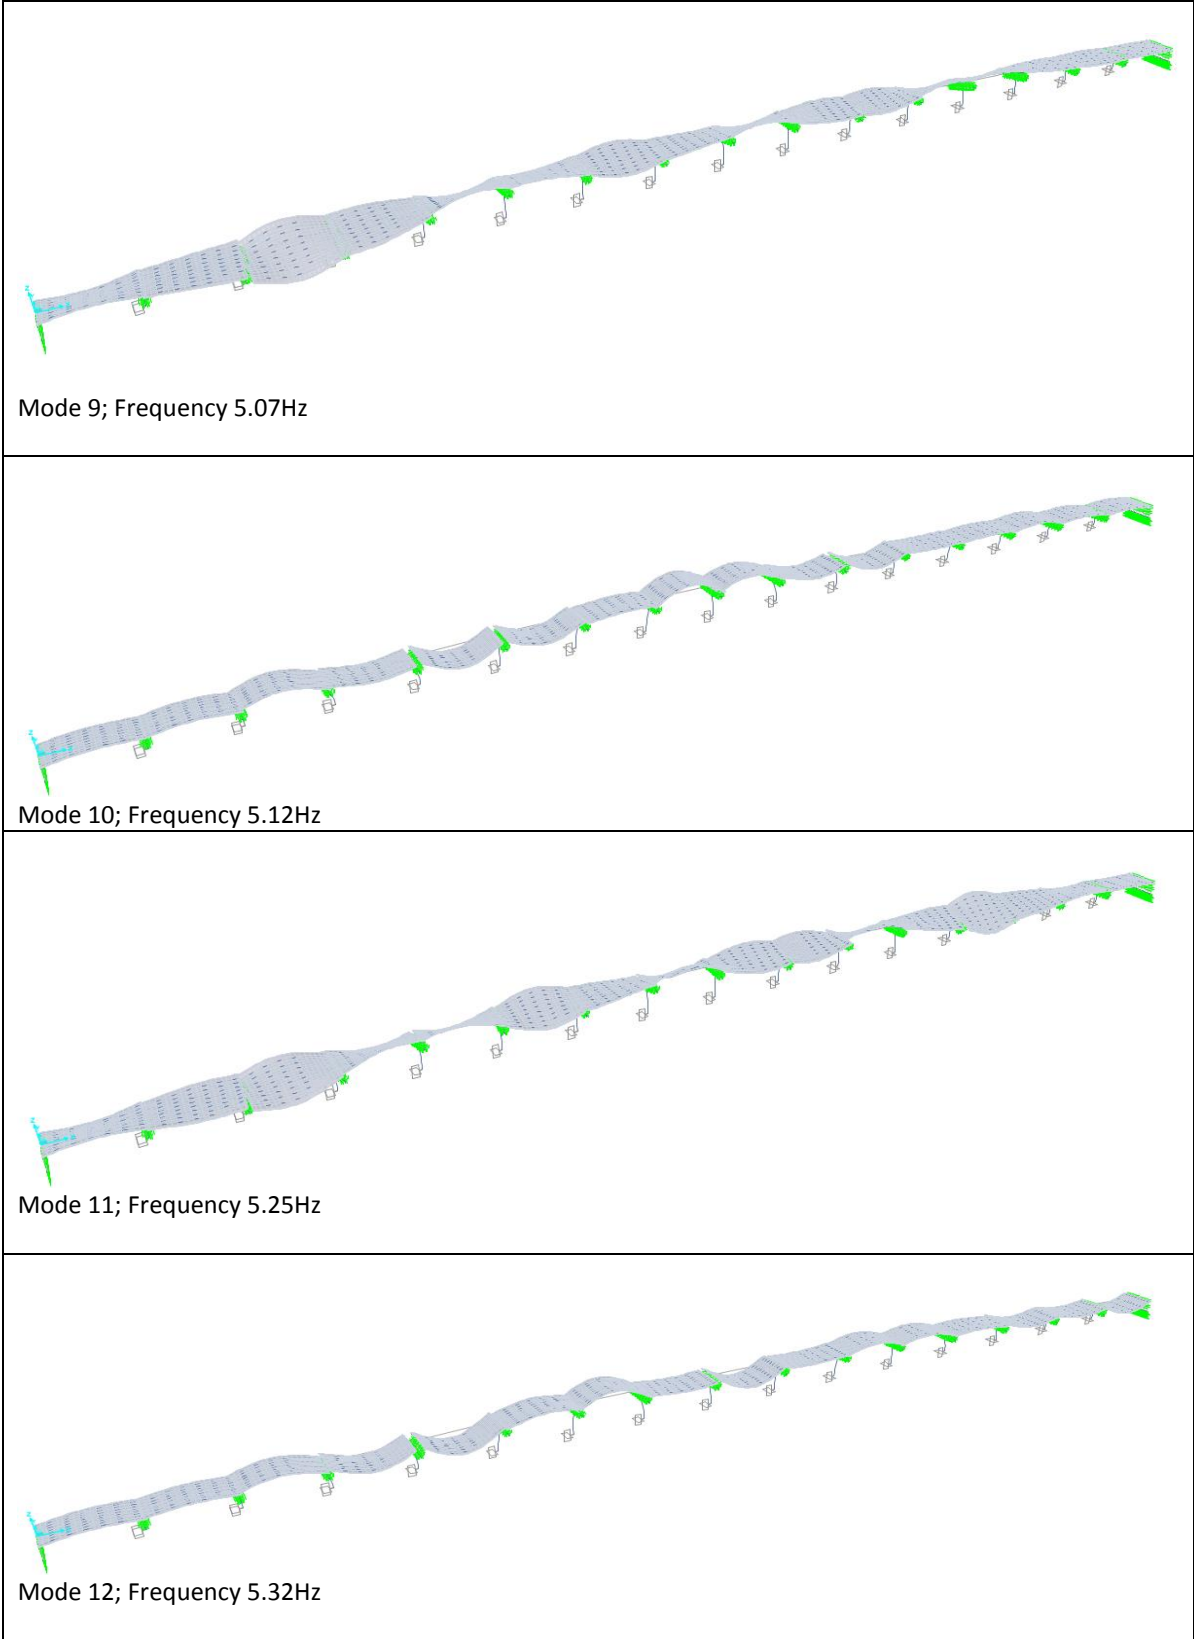 Mode 9; Frequency 5.07Hz
Mode 10; Frequency 5.12Hz
Mode 11; Frequency 5.25Hz
Mode 12; Frequency 5.32Hz